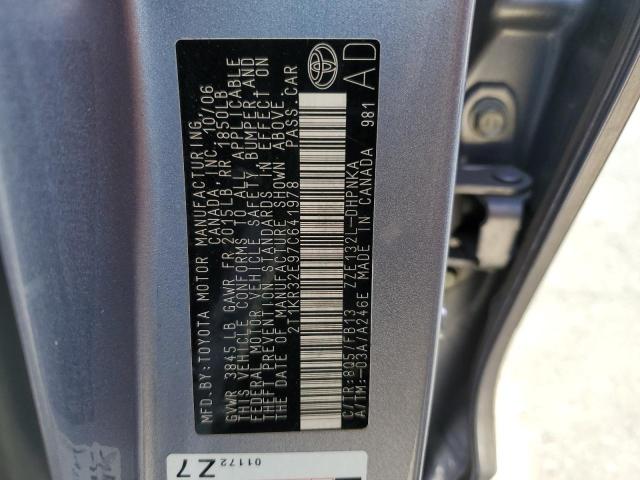 MFD. BY: TOYOTA MOTOR MANUFACTURING
CANADA, INC. 10/06
GVWR 3845 LB GAWR FR 2015LB RR 1850LB
THIS VEHICLE CONFORMS TO ALL APPLICABLE
FEDERAL MOTOR VEHICLE SAFETY, BUMPER AND
THEFT PREVENTION STANDARDS IN EFFECT ON
THE DATE OF MANUFACTURE SHOWN ABOVE.
2T1KR32E97C641978 PASS. CAR
C/TR: 8Q5/FB13 ZZE132L-DHPNKA
A/TM:-03A/A246E MADE IN CANADA 981
AD
01172
Z7